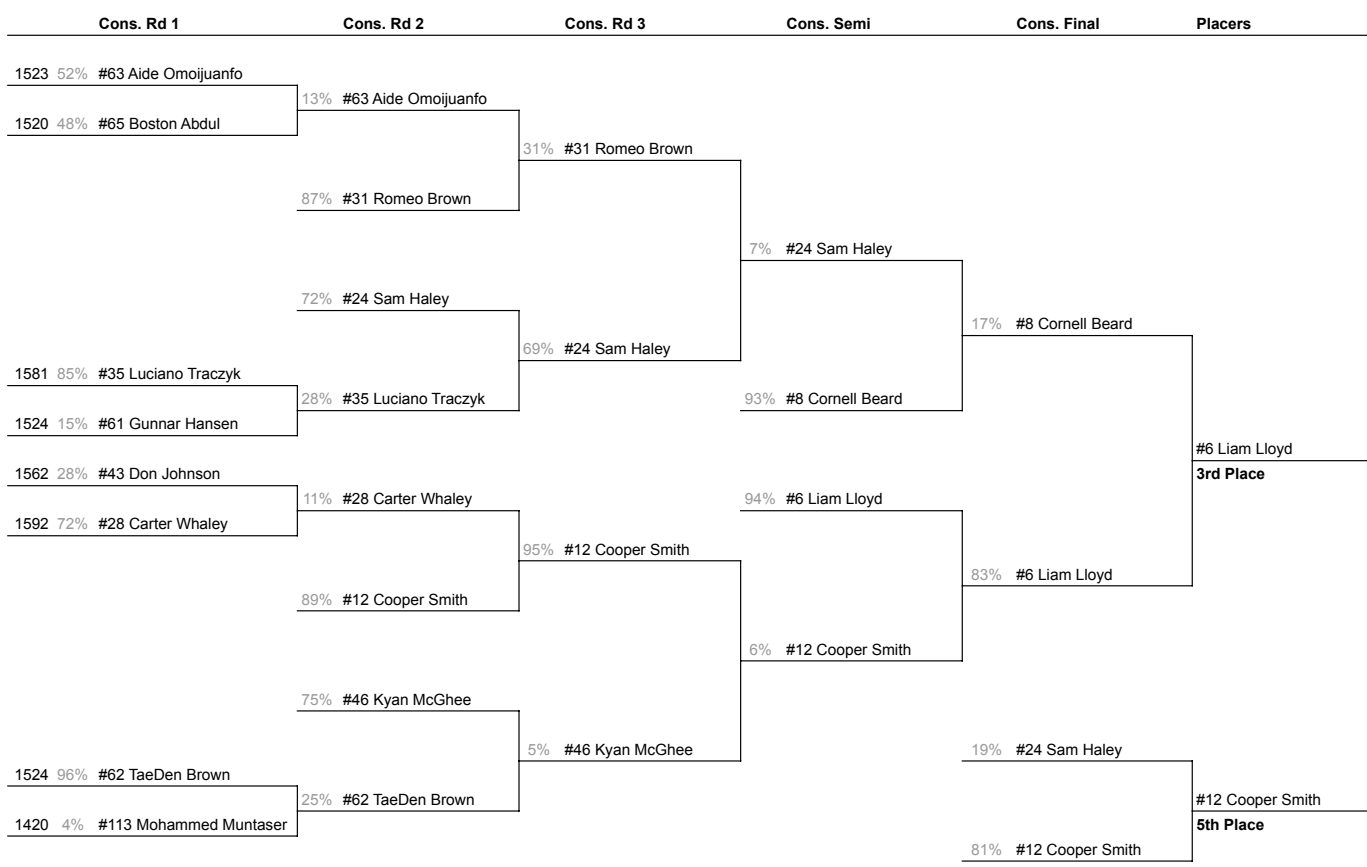 Cons. Rd 1 Cons. Rd 2 Cons. Rd 3 Cons. Semi Cons. Final Placers
1523 52% #63 Aide Omoijuanfo
13% #63 Aide Omoijuanfo
1520 48% #65 Boston Abdul
31% #31 Romeo Brown
87% #31 Romeo Brown
7% #24 Sam Haley
72% #24 Sam Haley
17% #8 Cornell Beard
69% #24 Sam Haley
1581 85% #35 Luciano Traczyk
28% #35 Luciano Traczyk
93% #8 Cornell Beard
1524 15% #61 Gunnar Hansen
#6 Liam Lloyd
1562 28% #43 Don Johnson
3rd Place
11% #28 Carter Whaley
94% #6 Liam Lloyd
1592 72% #28 Carter Whaley
95% #12 Cooper Smith
83% #6 Liam Lloyd
89% #12 Cooper Smith
6% #12 Cooper Smith
75% #46 Kyan McGhee
5% #46 Kyan McGhee
19% #24 Sam Haley
1524 96% #62 TaeDen Brown
25% #62 TaeDen Brown
#12 Cooper Smith
1420 4% #113 Mohammed Muntaser
5th Place
81% #12 Cooper Smith